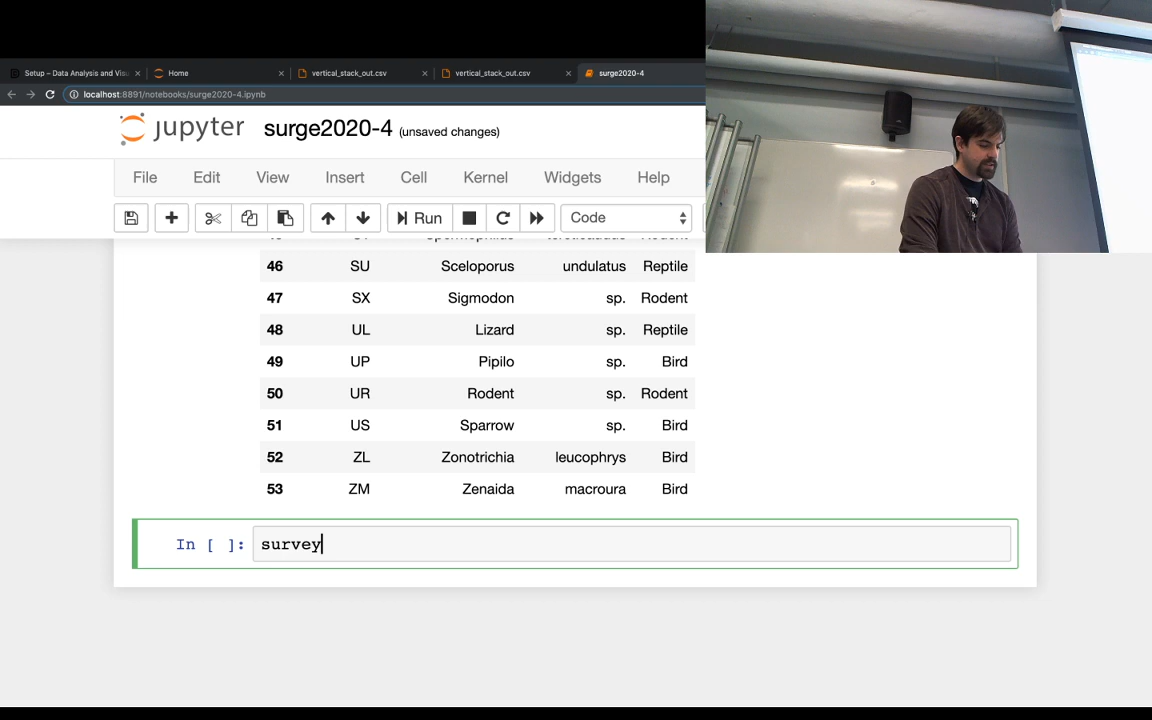 Setup – Data Analysis and Visu
Home
vertical_stack_out.csv
vertical_stack_out.csv
surge2020-4
localhost:8891/notebooks/surge2020-4.ipynb
jupyter surge2020-4 (unsaved changes)
File Edit View Insert Cell Kernel Widgets Help
Run Code
46 SU Sceloporus undulatus Reptile
47 SX Sigmodon sp. Rodent
48 UL Lizard sp. Reptile
49 UP Pipilo sp. Bird
50 UR Rodent sp. Rodent
51 US Sparrow sp. Bird
52 ZL Zonotrichia leucophrys Bird
53 ZM Zenaida macroura Bird
In [ ]: survey